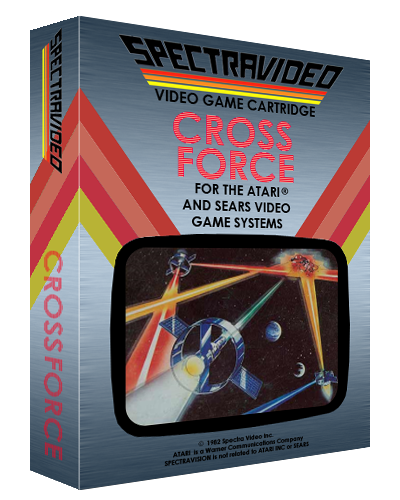 SPECTRAVIDEO
CROSSFORCE
SPECTRAVIDEO
VIDEO GAME CARTRIDGE
CROSS
FORCE
FOR THE ATARI®
AND SEARS VIDEO
GAME SYSTEMS
© 1982 Spectra Video Inc.
ATARI is a Warner Communications Company
SPECTRAVISION is not related to ATARI INC or SEARS